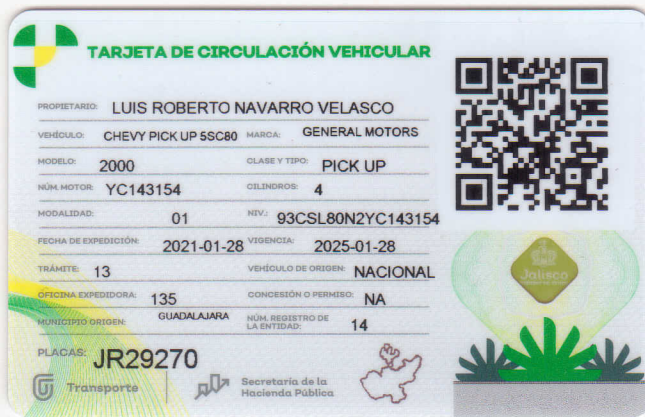 TARJETA DE CIRCULACIÓN VEHICULAR
PROPIETARIO: LUIS ROBERTO NAVARRO VELASCO
VEHÍCULO: CHEVY PICK UP 5SC80 MARCA: GENERAL MOTORS
MODELO: 2000 CLASE Y TIPO: PICK UP
NÚM. MOTOR: YC143154 CILINDROS: 4
MODALIDAD: 01 NIV.: 93CSL80N2YC143154
FECHA DE EXPEDICIÓN: 2021-01-28 VIGENCIA: 2025-01-28
TRÁMITE: 13 VEHÍCULO DE ORIGEN: NACIONAL
OFICINA EXPEDIDORA: 135 CONCESIÓN O PERMISO: NA
MUNICIPIO ORIGEN: GUADALAJARA NÚM. REGISTRO DE
LA ENTIDAD: 14
Jalisco
PLACAS: JR29270
Transporte
Secretaría de la
Hacienda Pública